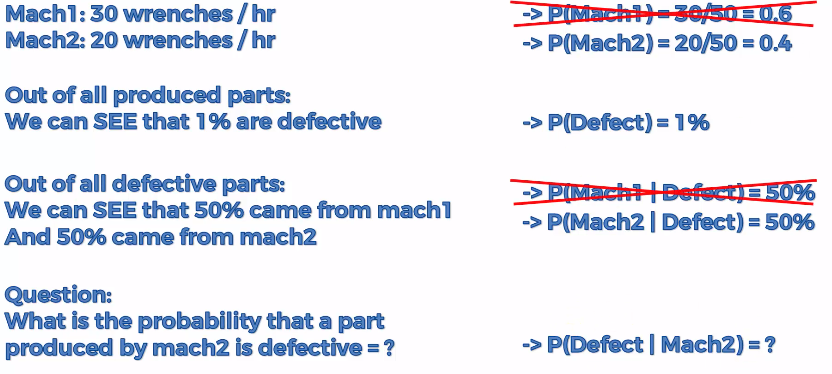 Mach1: 30 wrenches / hr
Mach2: 20 wrenches / hr
-> P(Mach1) = 30/50 = 0.6
-> P(Mach2) = 20/50 = 0.4
Out of all produced parts:
We can SEE that 1% are defective
-> P(Defect) = 1%
Out of all defective parts:
We can SEE that 50% came from mach1
And 50% came from mach2
-> P(Mach1 | Defect) = 50%
-> P(Mach2 | Defect) = 50%
Question:
What is the probability that a part
produced by mach2 is defective = ?
-> P(Defect | Mach2) = ?